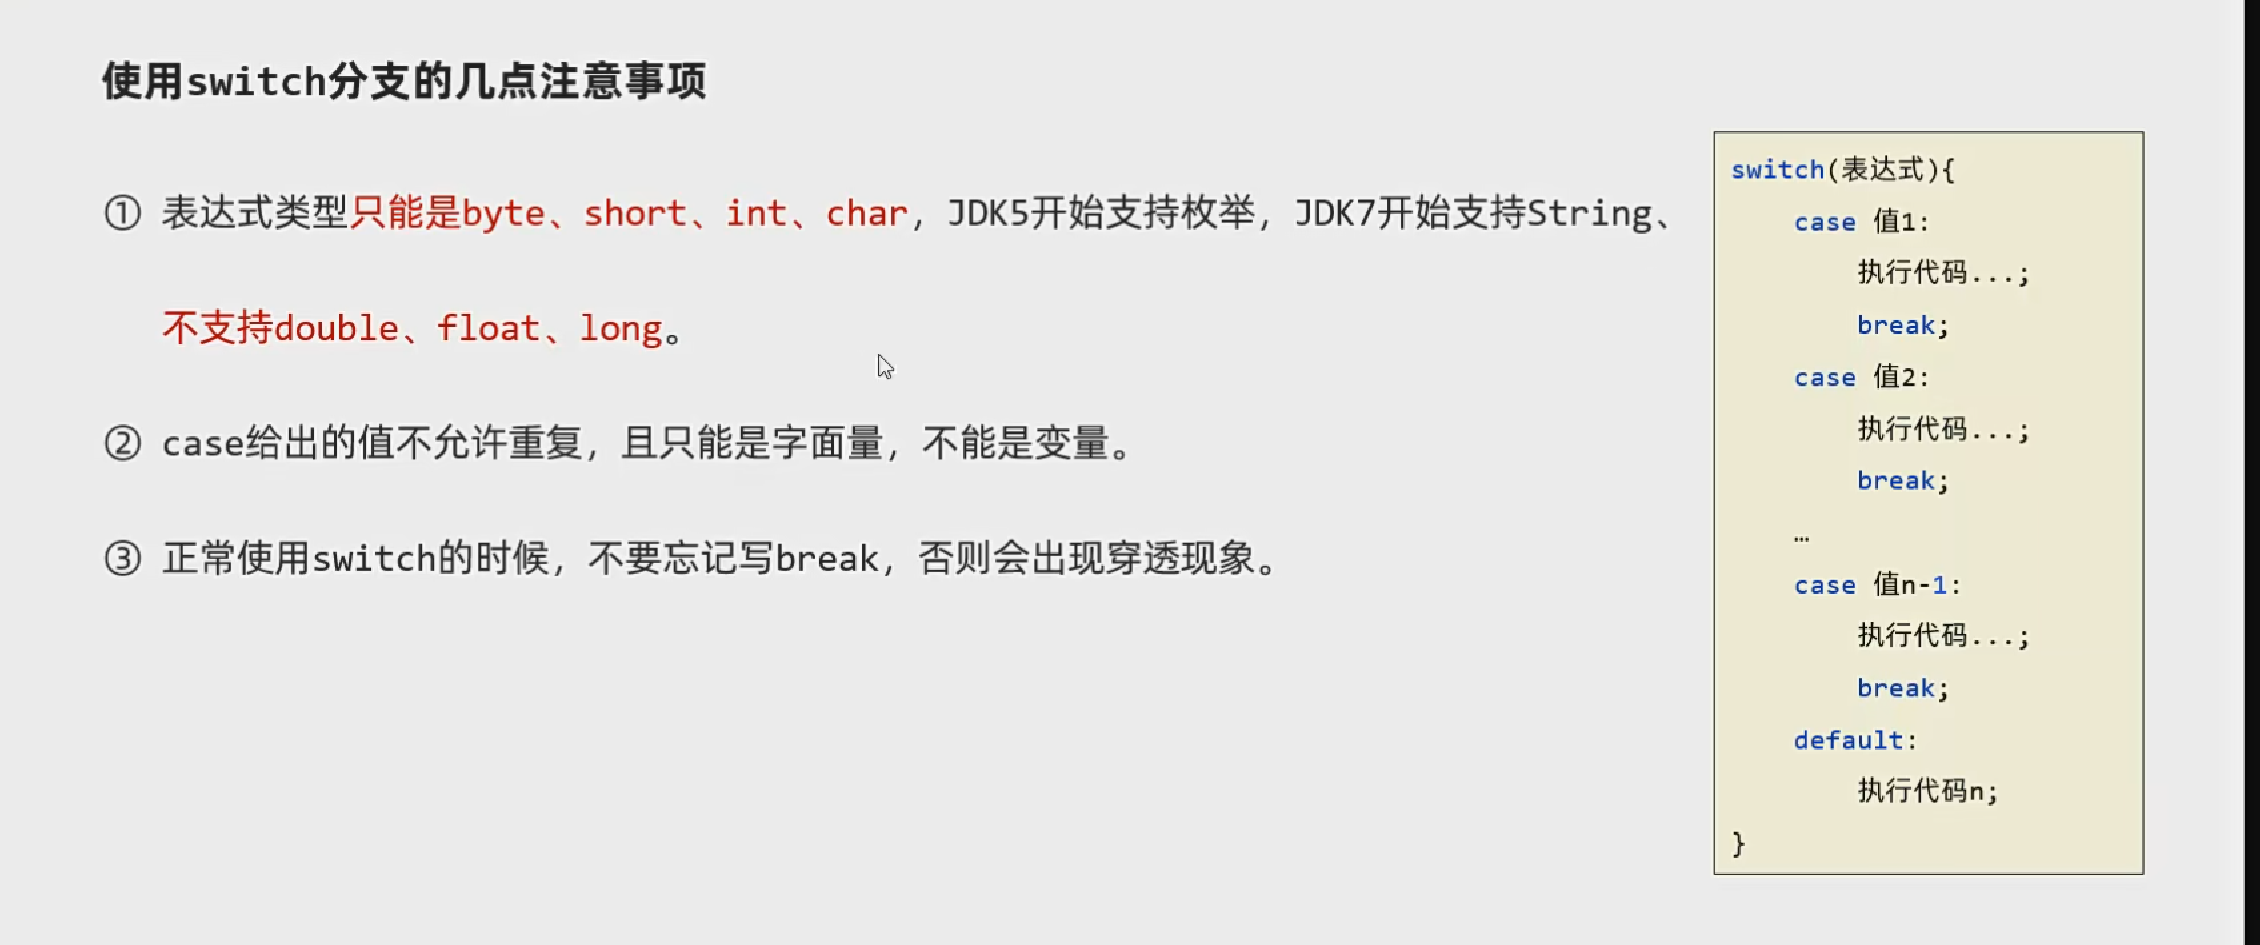 使用switch分支的几点注意事项
① 表达式类型只能是byte、short、int、char，JDK5开始支持枚举，JDK7开始支持String、
不支持double、float、long。
② case给出的值不允许重复，且只能是字面量，不能是变量。
③ 正常使用switch的时候，不要忘记写break，否则会出现穿透现象。
switch(表达式){
case 值1:
执行代码...;
break;
case 值2:
执行代码...;
break;
…
case 值n-1:
执行代码...;
break;
default:
执行代码n;
}